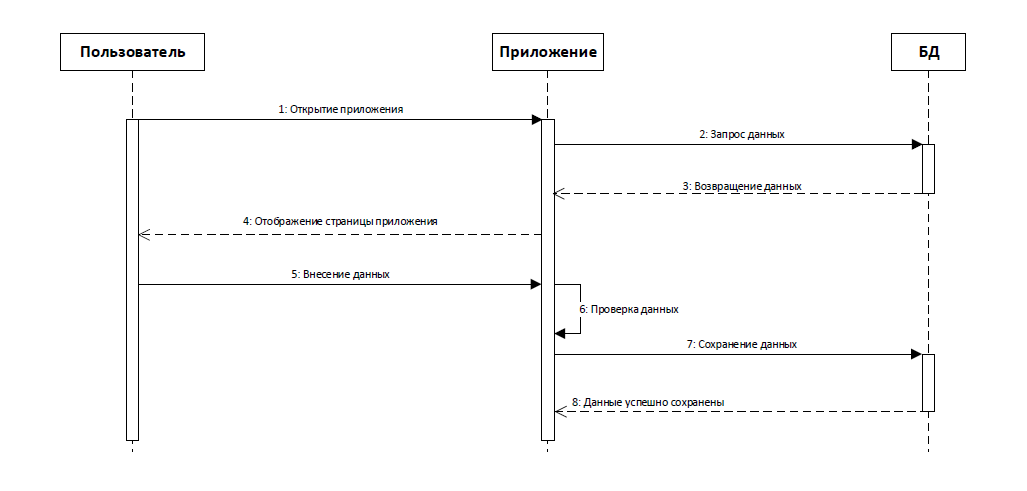 Пользователь
Приложение
БД
1: Открытие приложения
2: Запрос данных
3: Возвращение данных
4: Отображение страницы приложения
5: Внесение данных
6: Проверка данных
7: Сохранение данных
8: Данные успешно сохранены